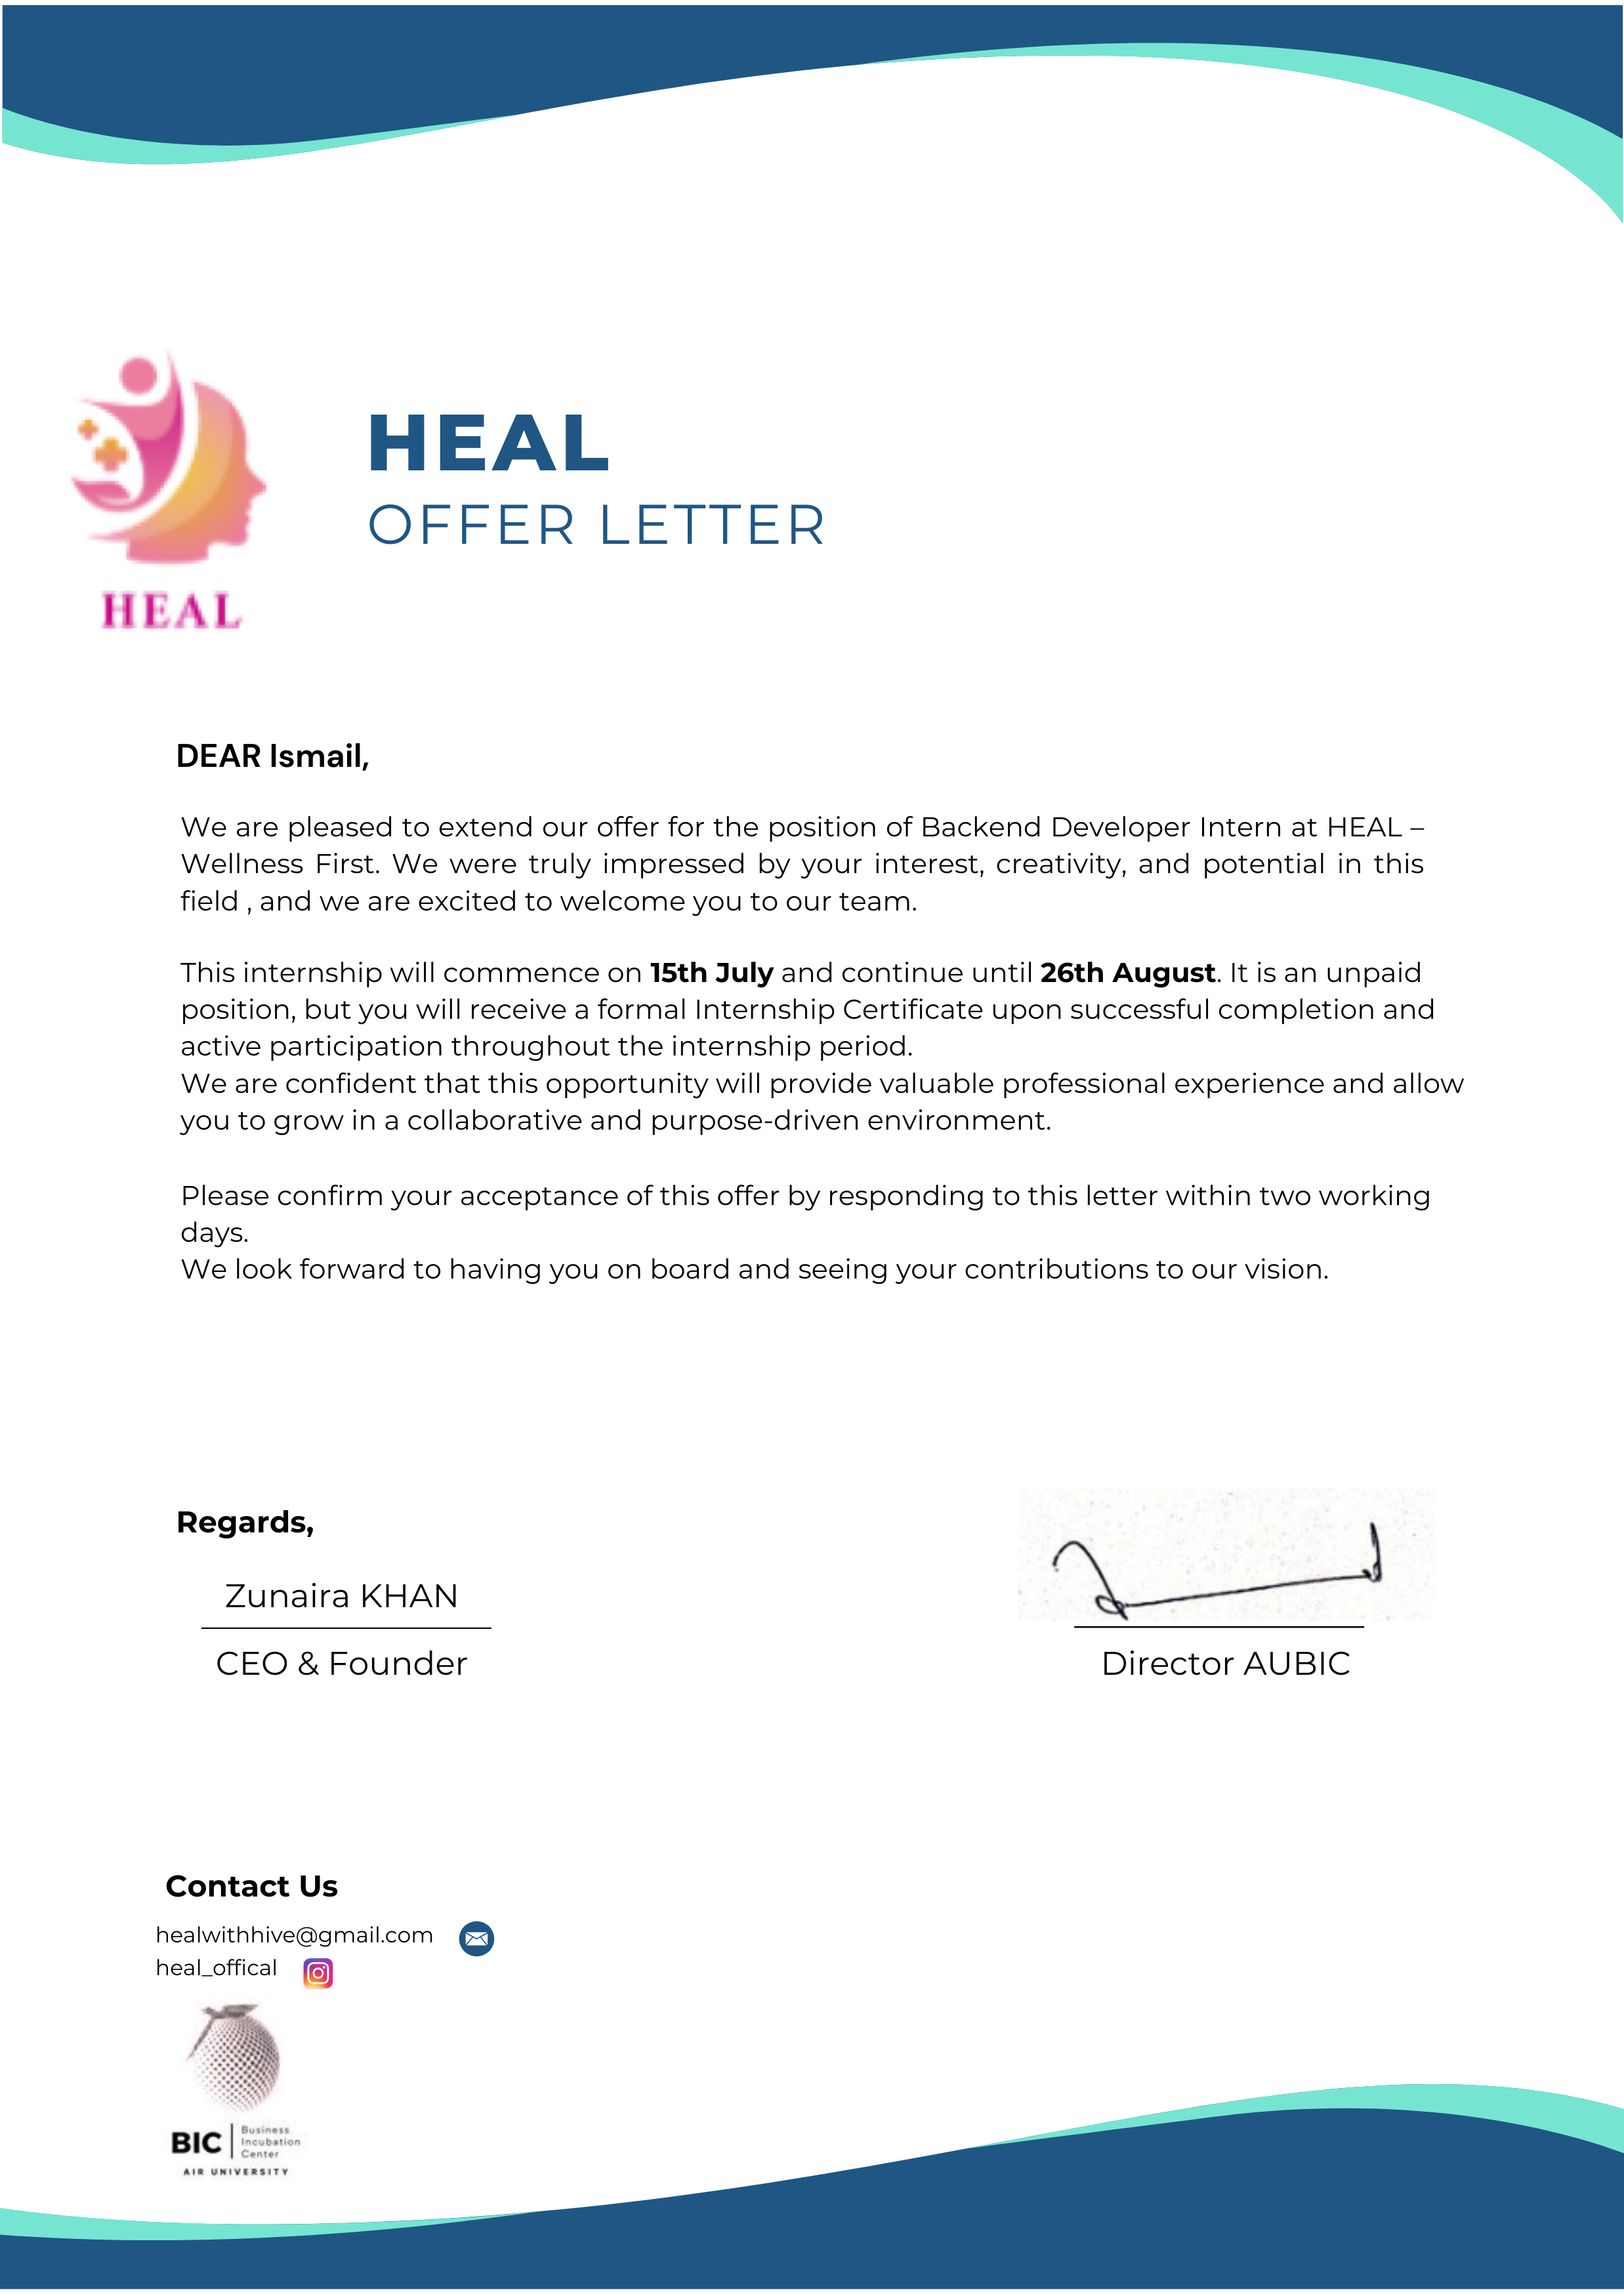 HEAL
OFFER LETTER
HEAL
DEAR Ismail,
We are pleased to extend our offer for the position of Backend Developer Intern at HEAL –
Wellness First. We were truly impressed by your interest, creativity, and potential in this
field , and we are excited to welcome you to our team.
This internship will commence on 15th July and continue until 26th August. It is an unpaid
position, but you will receive a formal Internship Certificate upon successful completion and
active participation throughout the internship period.
We are confident that this opportunity will provide valuable professional experience and allow
you to grow in a collaborative and purpose-driven environment.
Please confirm your acceptance of this offer by responding to this letter within two working
days.
We look forward to having you on board and seeing your contributions to our vision.
Regards,
Zunaira KHAN
CEO & Founder
Director AUBIC
Contact Us
healwithhive@gmail.com
heal_offical
BIC
Business
Incubation
Center
AIR UNIVERSITY